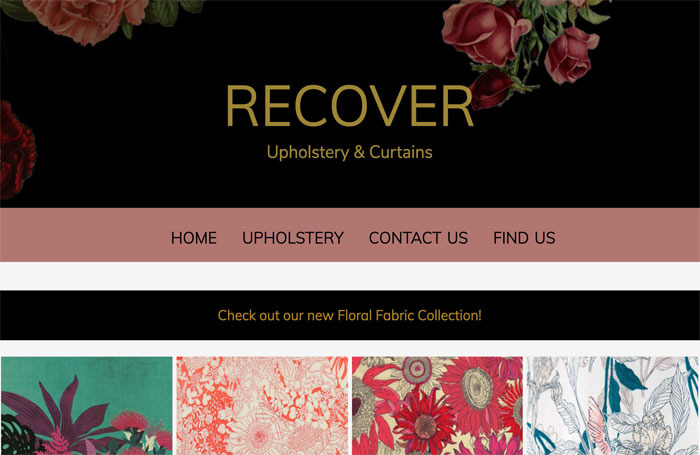 RECOVER
Upholstery & Curtains
HOME UPHOLSTERY CONTACT US FIND US
Check out our new Floral Fabric Collection!